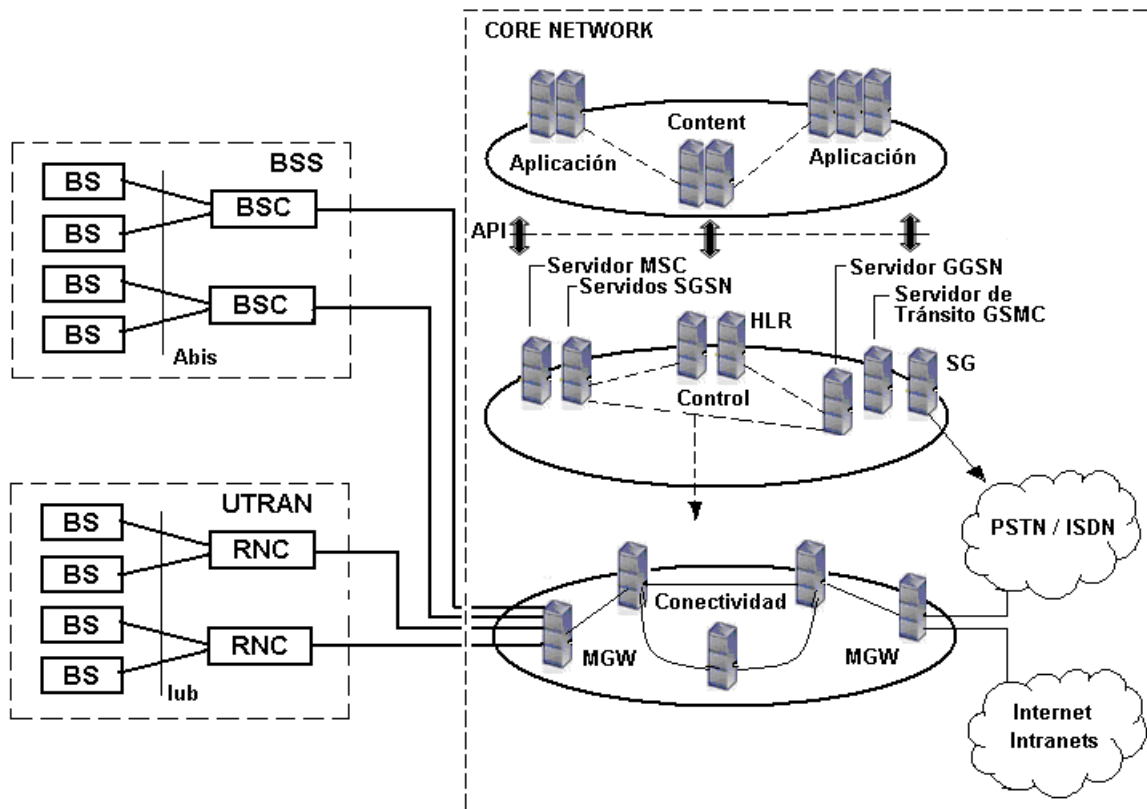 CORE NETWORK
Content
Aplicación
Aplicación
BSS
BS
BS
BS
BS
BSC
BSC
Abis
API
Servidor MSC
Servidos SGSN
Servidor GGSN
Servidor de
Tránsito GSMC
HLR
SG
Control
UTRAN
BS
BS
BS
BS
RNC
RNC
Iub
PSTN / ISDN
Conectividad
MGW
MGW
Internet
Intranets